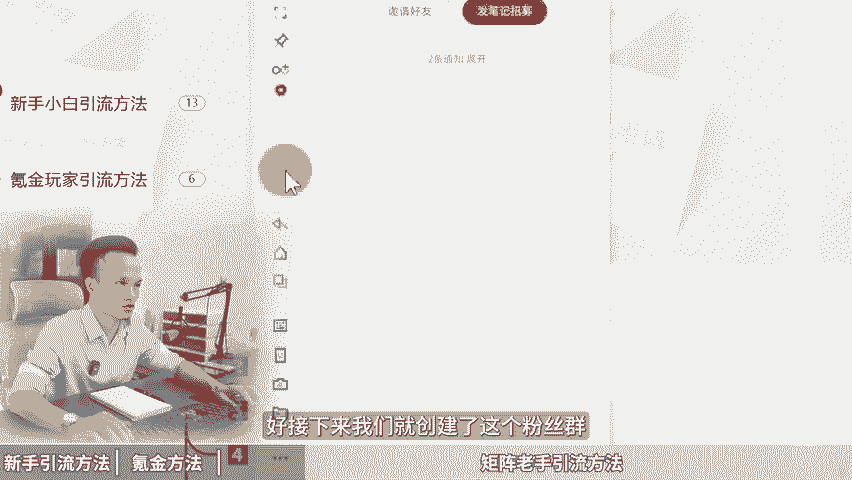 邀请好友
发笔记招募
2条通知 展开
新手小白引流方法 13
氪金玩家引流方法 6
好接下来我们就创建了这个粉丝群
新手引流方法 氪金方法 4 矩阵老手引流方法